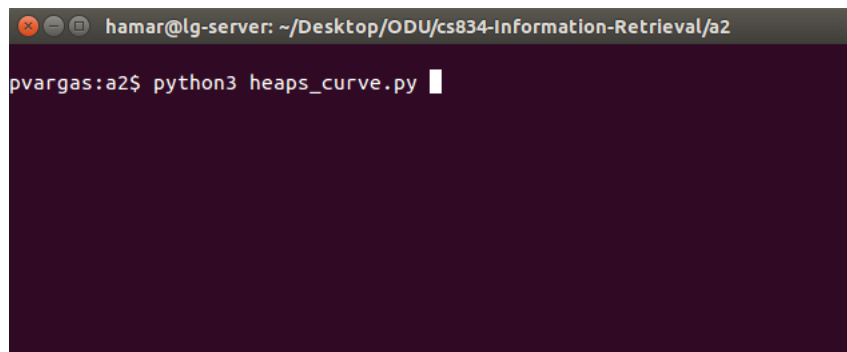 hamar@lg-server: ~/Desktop/ODU/cs834-Information-Retrieval/a2
pvargas:a2$ python3 heaps_curve.py